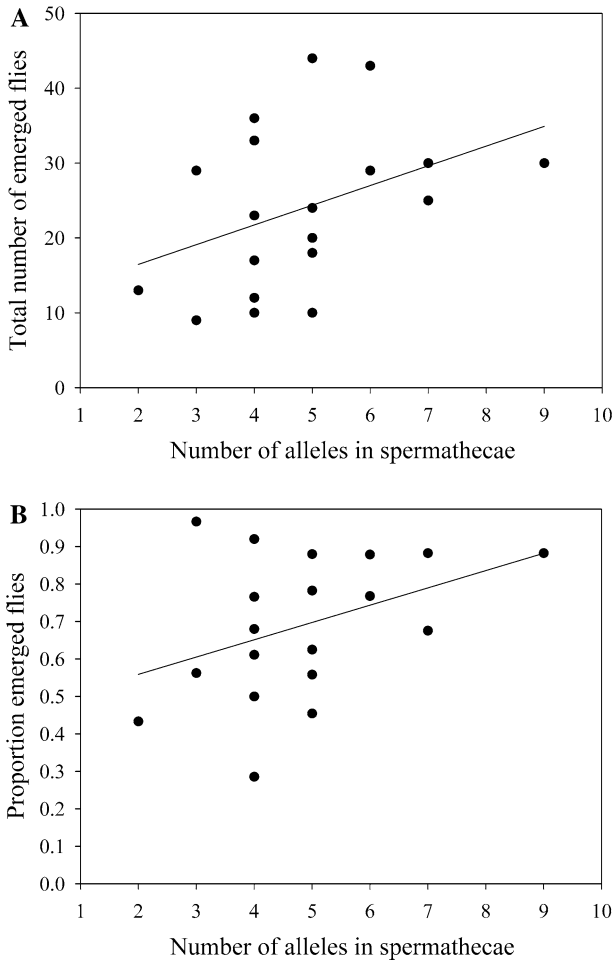 A
Total number of emerged flies
50
40
30
20
10
0
1 2 3 4 5 6 7 8 9 10
Number of alleles in spermathecae
B
Proportion emerged flies
1.0
0.9
0.8
0.7
0.6
0.5
0.4
0.3
0.2
0.1
0.0
1 2 3 4 5 6 7 8 9 10
Number of alleles in spermathecae